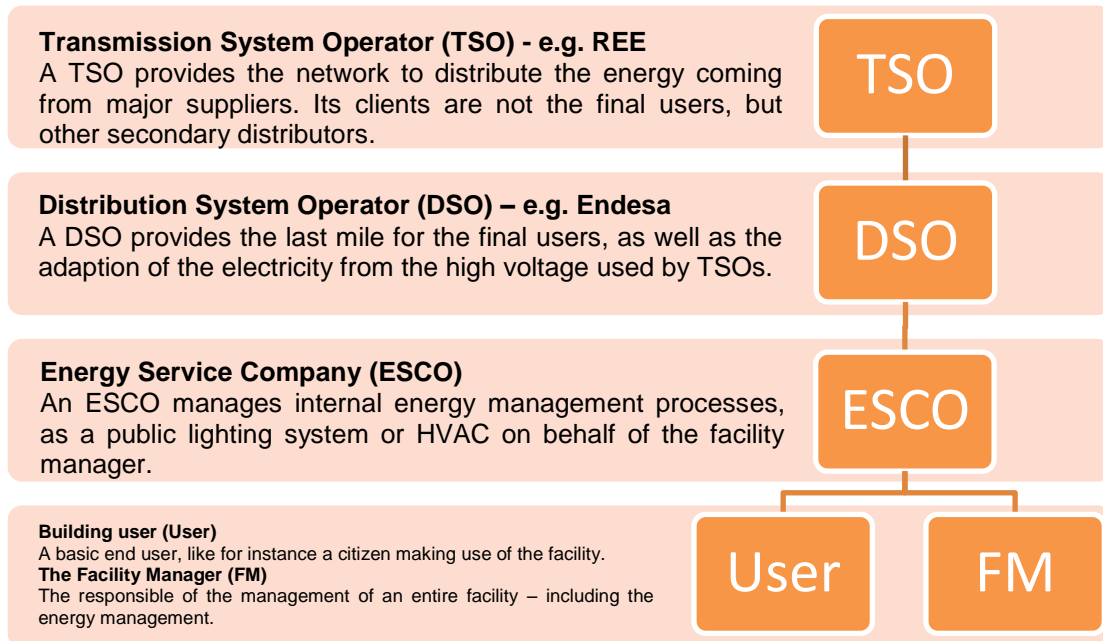 Transmission System Operator (TSO) - e.g. REE
A TSO provides the network to distribute the energy coming
from major suppliers. Its clients are not the final users, but
other secondary distributors.
TSO
Distribution System Operator (DSO) – e.g. Endesa
A DSO provides the last mile for the final users, as well as the
adaption of the electricity from the high voltage used by TSOs.
DSO
Energy Service Company (ESCO)
An ESCO manages internal energy management processes,
as a public lighting system or HVAC on behalf of the facility
manager.
ESCO
Building user (User)
A basic end user, like for instance a citizen making use of the facility.
The Facility Manager (FM)
The responsible of the management of an entire facility – including the
energy management.
User
FM